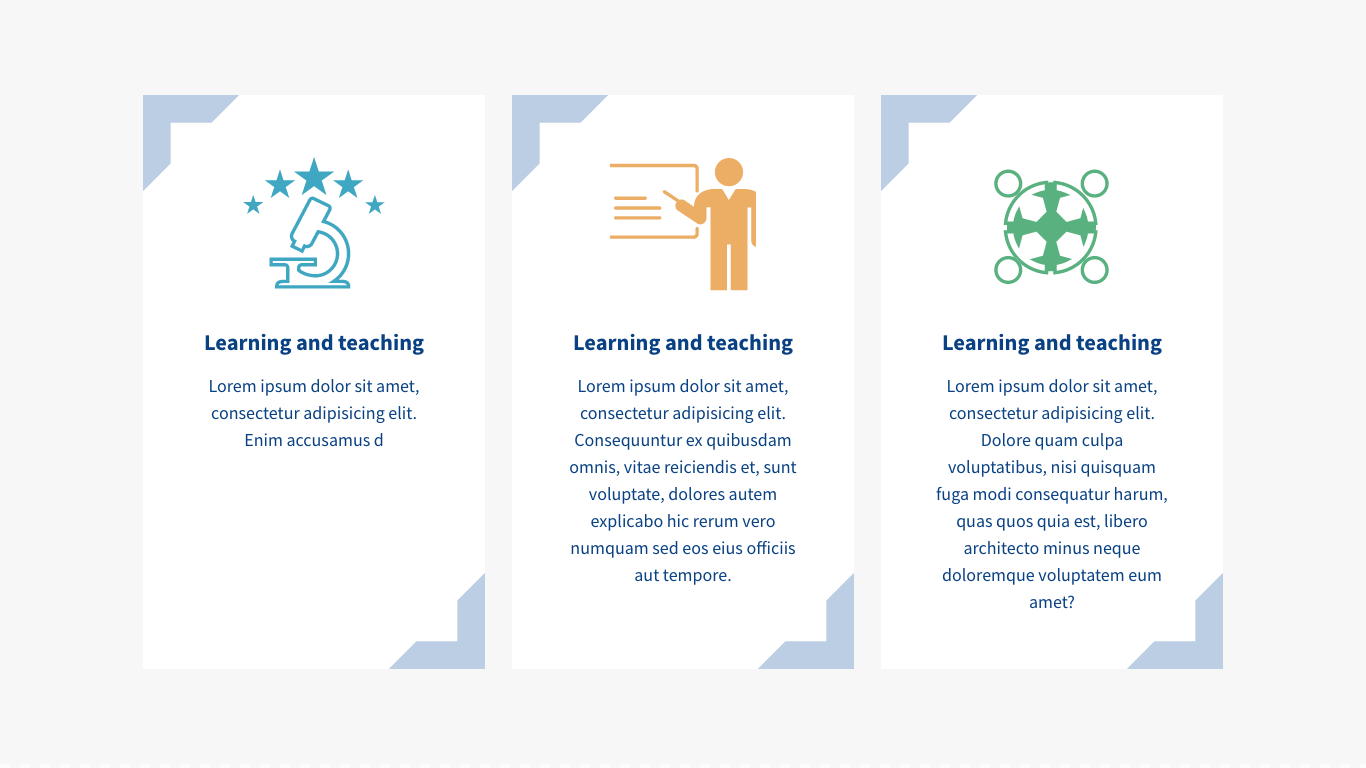 Learning and teaching
Lorem ipsum dolor sit amet,
consectetur adipisicing elit.
Enim accusamus d
Learning and teaching
Lorem ipsum dolor sit amet,
consectetur adipisicing elit.
Consequuntur ex quibusdam
omnis, vitae reiciendis et, sunt
voluptate, dolores autem
explicabo hic rerum vero
numquam sed eos eius officiis
aut tempore.
Learning and teaching
Lorem ipsum dolor sit amet,
consectetur adipisicing elit.
Dolore quam culpa
voluptatibus, nisi quisquam
fuga modi consequatur harum,
quas quos quia est, libero
architecto minus neque
doloremque voluptatem eum
amet?